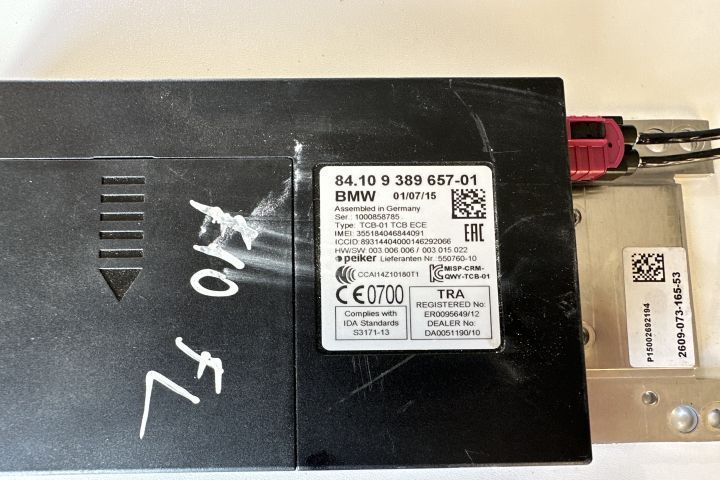 84.10 9 389 657-01
BMW 01/07/15
Assembled in Germany
Ser.: 1000858785
Type: TCB-01 TCB ECE
IMEI: 355184046844091
ICCID: 89314404000146292066
HW/SW 003 006 006 / 003 015.022
peiker Lieferanten Nr. 550760-10
EAC
CCAI14Z10180T1
MISP-CRM-
QWY-TCB-01
CE0700
Complies with
IDA Standards
S3171-13
TRA
REGISTERED No:
ER0095649/12
DEALER No:
DA0051190/10
P15002692194
2609-073-165-53